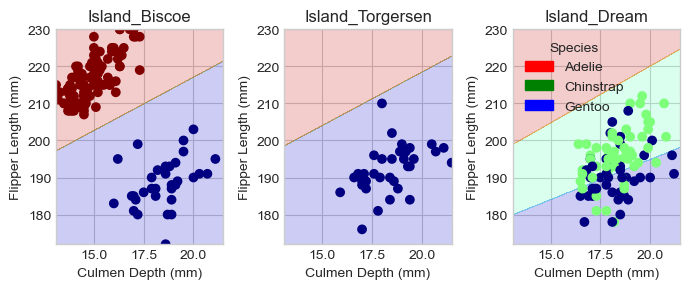 Island_Biscoe
230
220
210
200
190
180
Flipper Length (mm)
15.0 17.5 20.0
Culmen Depth (mm)
Island_Torgersen
230
220
210
200
190
180
Flipper Length (mm)
15.0 17.5 20.0
Culmen Depth (mm)
Island_Dream
230
220
210
200
190
180
Flipper Length (mm)
Species
Adelie
Chinstrap
Gentoo
15.0 17.5 20.0
Culmen Depth (mm)